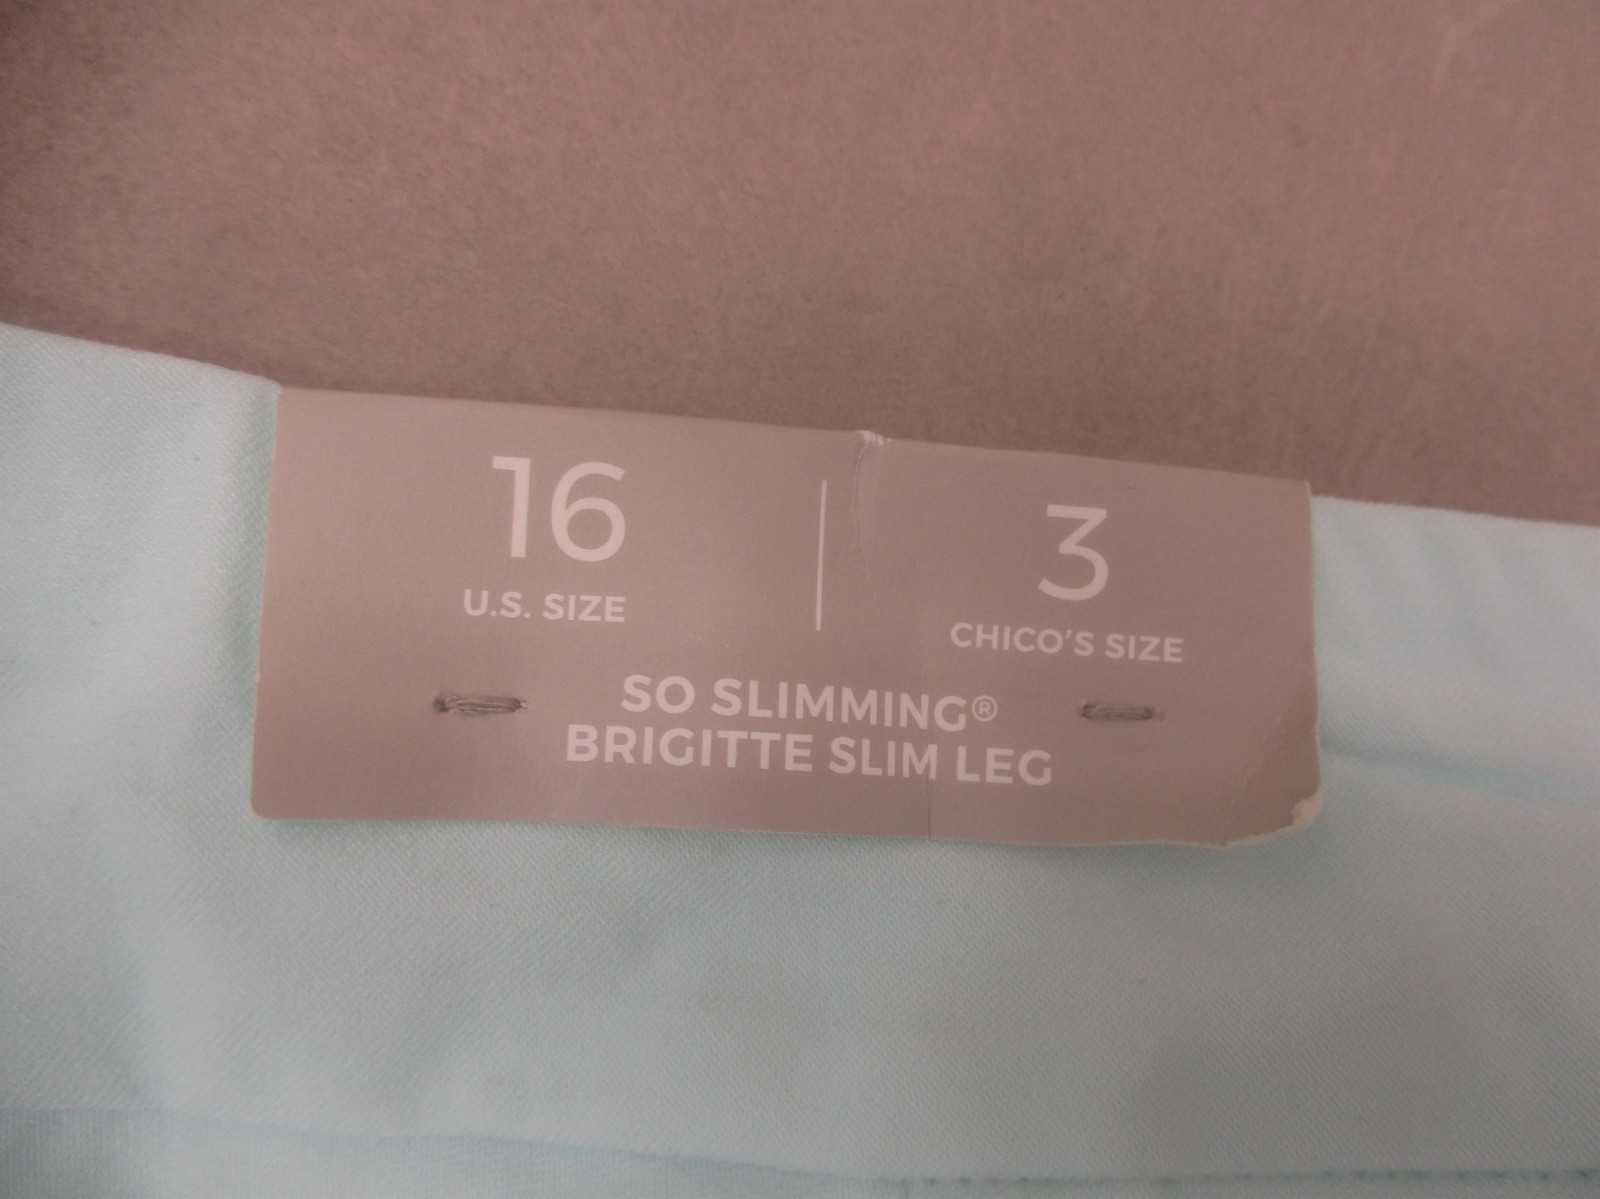 16
U.S. SIZE
3
CHICO'S SIZE
SO SLIMMING®
BRIGITTE SLIM LEG